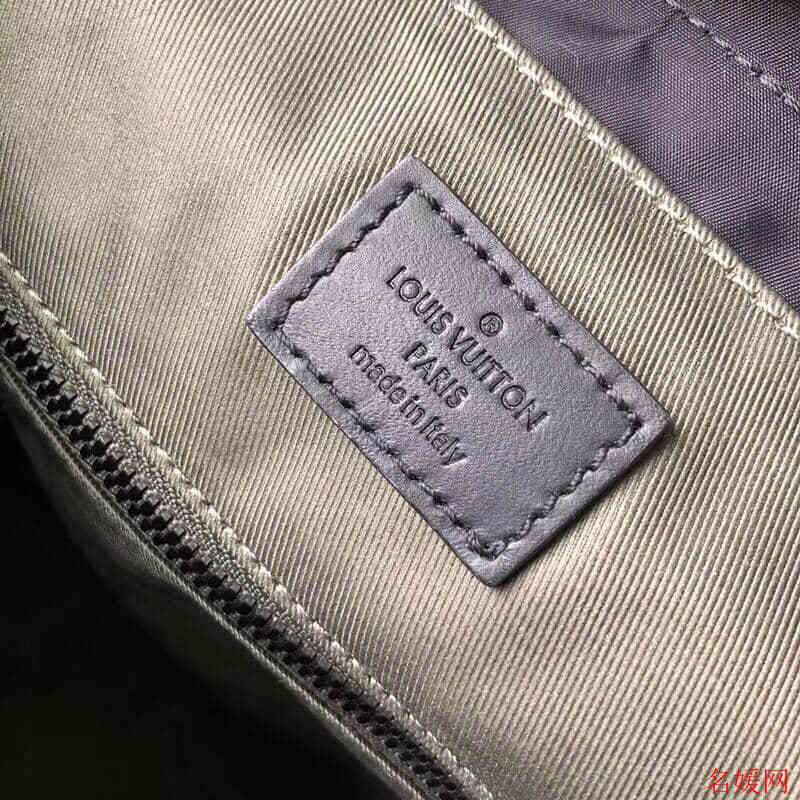 ®
LOUIS VUITTON
PARIS
made in Italy
名媛网